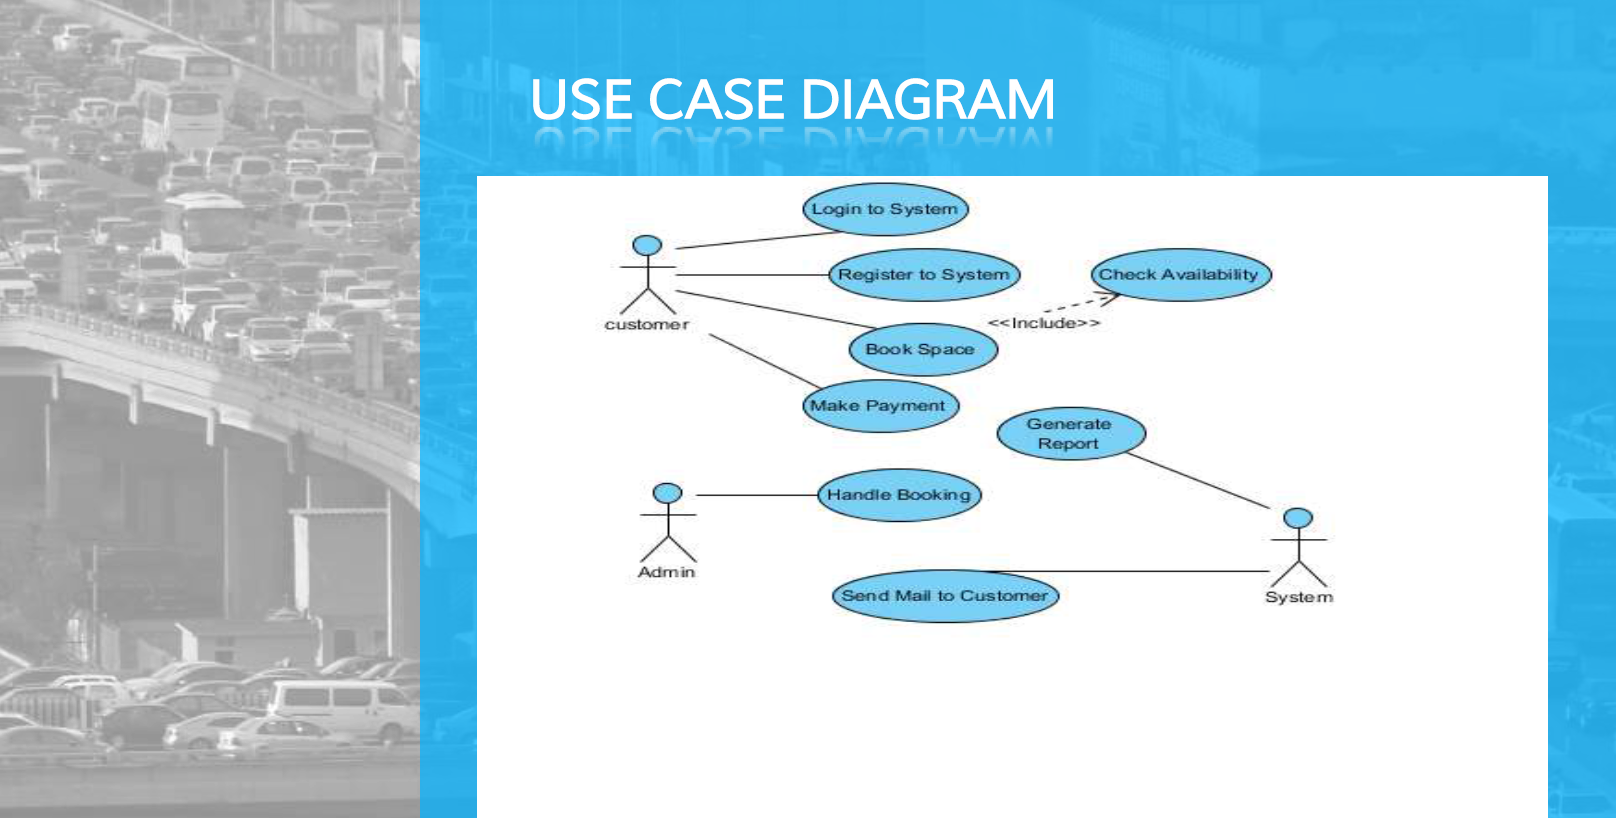 USE CASE DIAGRAM
Login to System
Register to System
Check Availability
customer
<<Include>>
Book Space
Make Payment
Generate
Report
Handle Booking
Admin
Send Mail to Customer
System